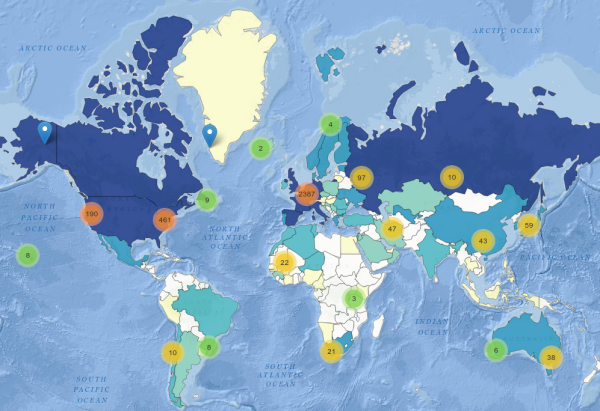 ARCTIC OCEAN
ARCTIC OCEAN
4
2
97
10
2387
9
190
461
NORTH
PACIFIC
OCEAN
NORTH
ATLANTIC
OCEAN
47
59
43
8
22
PACIFIC OCEAN
3
INDIAN
OCEAN
10
8
21
6
38
SOUTH
PACIFIC
OCEAN
SOUTH
ATLANTIC
OCEAN